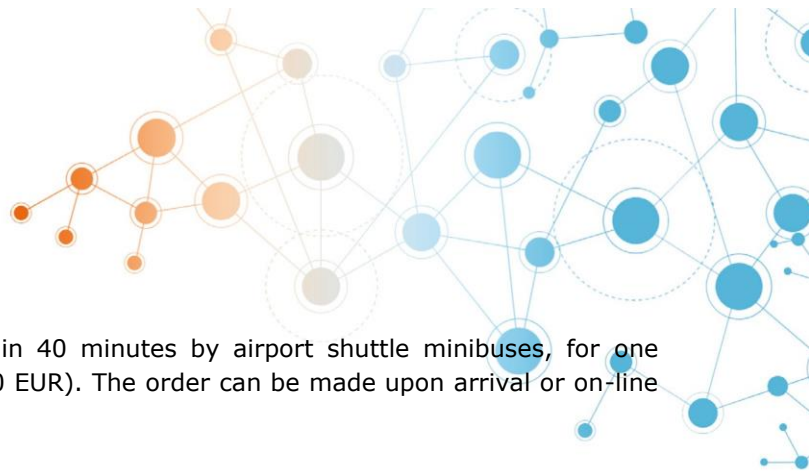 in 40 minutes by airport shuttle minibuses, for one
EUR). The order can be made upon arrival or on-line